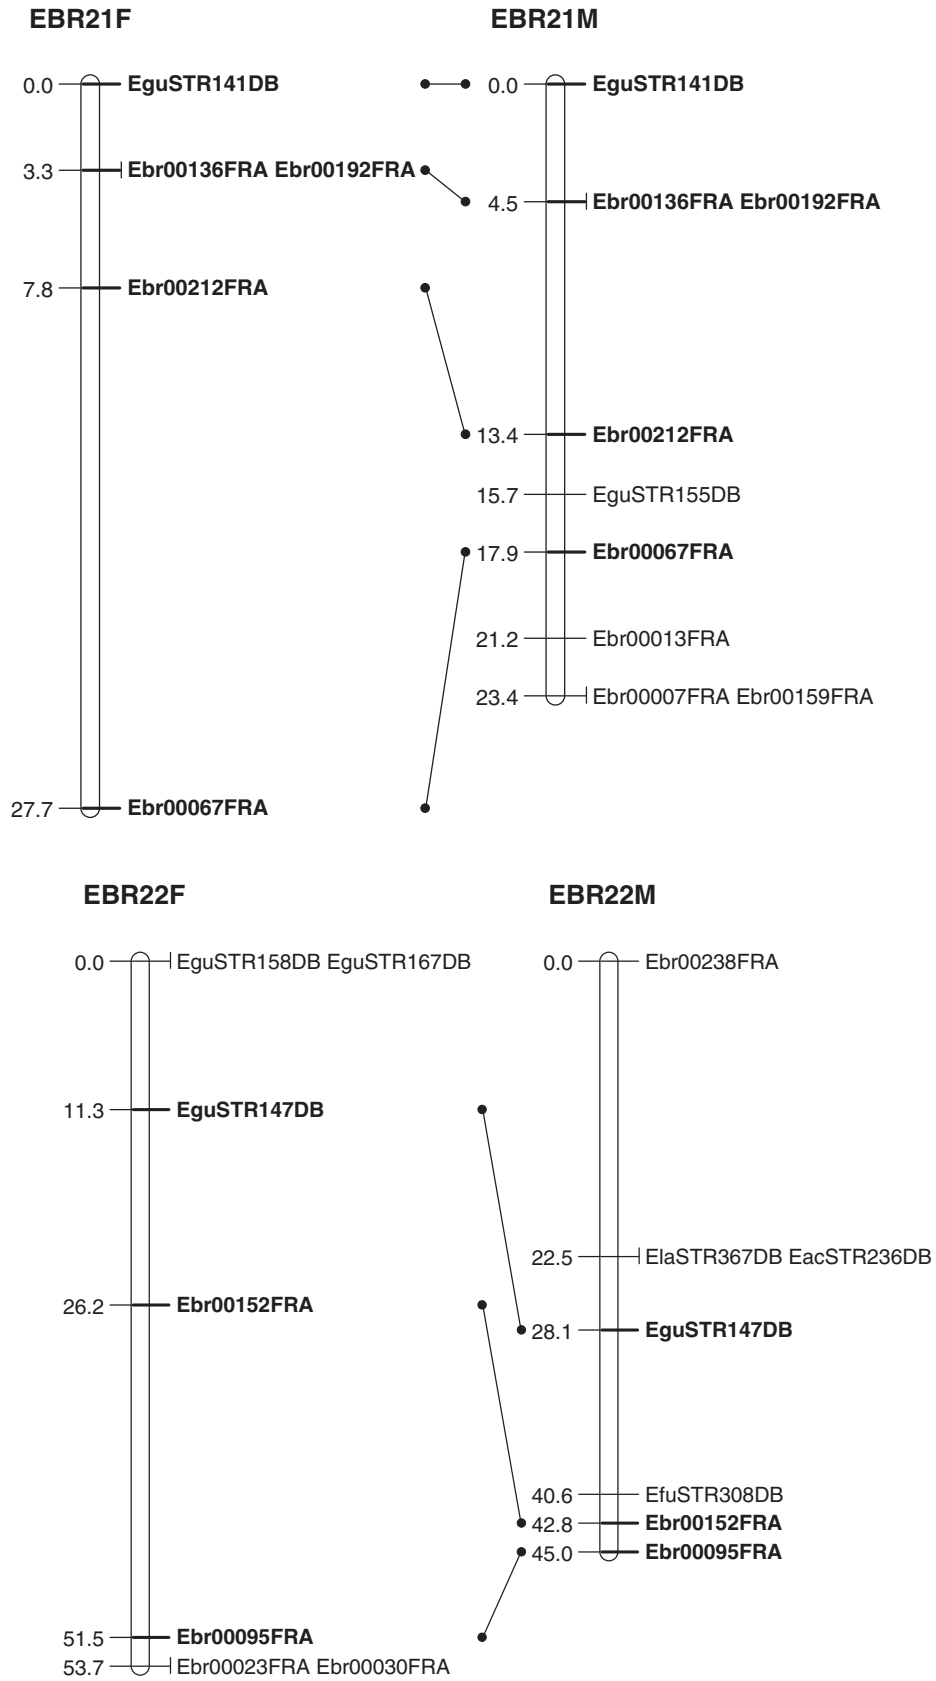 EBR21F EBR21M
0.0 EguSTR141DB 0.0 EguSTR141DB
3.3 Ebr00136FRA Ebr00192FRA
4.5 Ebr00136FRA Ebr00192FRA
7.8 Ebr00212FRA
13.4 Ebr00212FRA
15.7 EguSTR155DB
17.9 Ebr00067FRA
21.2 Ebr00013FRA
23.4 Ebr00007FRA Ebr00159FRA
27.7 Ebr00067FRA
EBR22F EBR22M
0.0 EguSTR158DB EguSTR167DB 0.0 Ebr00238FRA
11.3 EguSTR147DB
22.5 ElaSTR367DB EacSTR236DB
26.2 Ebr00152FRA
28.1 EguSTR147DB
40.6 EfuSTR308DB
42.8 Ebr00152FRA
45.0 Ebr00095FRA
51.5 Ebr00095FRA
53.7 Ebr00023FRA Ebr00030FRA